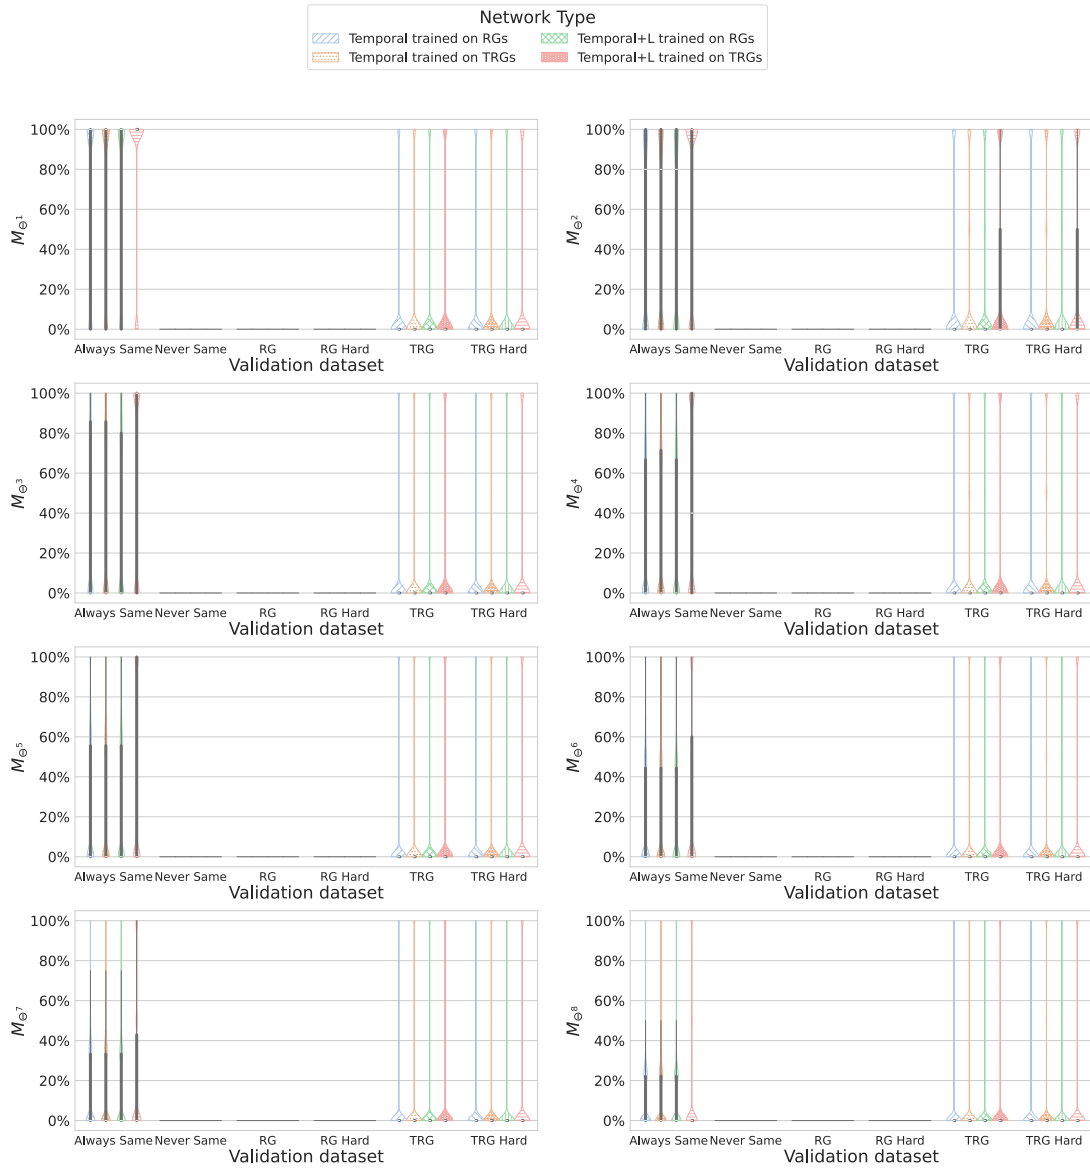 Network Type
Temporal trained on RGs Temporal+L trained on RGs
Temporal trained on TRGs Temporal+L trained on TRGs
100% 100%
80% 80%
60% 60%
M⊖1 M⊖2
40% 40%
20% 20%
0% 0%
Always Same Never Same RG RG Hard TRG TRG Hard Always Same Never Same RG RG Hard TRG TRG Hard
Validation dataset Validation dataset
100% 100%
80% 80%
60% 60%
M⊖3 M⊖4
40% 40%
20% 20%
0% 0%
Always Same Never Same RG RG Hard TRG TRG Hard Always Same Never Same RG RG Hard TRG TRG Hard
Validation dataset Validation dataset
100% 100%
80% 80%
60% 60%
M⊖5 M⊖6
40% 40%
20% 20%
0% 0%
Always Same Never Same RG RG Hard TRG TRG Hard Always Same Never Same RG RG Hard TRG TRG Hard
Validation dataset Validation dataset
100% 100%
80% 80%
60% 60%
M⊖7 M⊖8
40% 40%
20% 20%
0% 0%
Always Same Never Same RG RG Hard TRG TRG Hard Always Same Never Same RG RG Hard TRG TRG Hard
Validation dataset Validation dataset